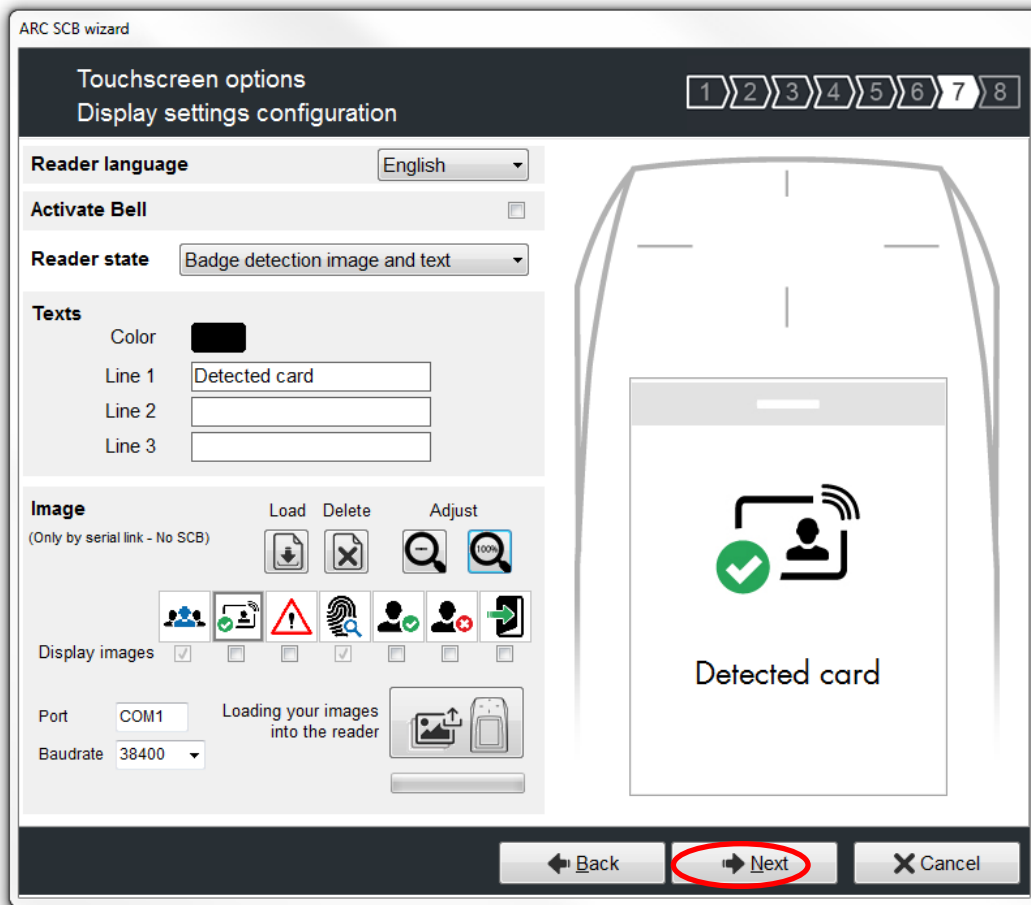 ARC SCB wizard
Touchscreen options
Display settings configuration
1 2 3 4 5 6 7 8
Reader language English
Activate Bell
Reader state Badge detection image and text
Texts
Color
Line 1 Detected card
Line 2
Line 3
Image Load Delete Adjust
(Only by serial link - No SCB)
100%
Display images
Port COM1
Baudrate 38400
Loading your images
into the reader
Detected card
Back Next Cancel